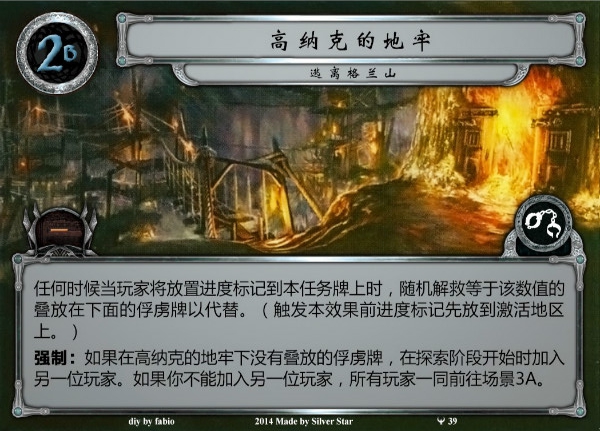 2B
高纳克的地牢
逃离格兰山
任何时候当玩家将放置进度标记到本任务牌上时，随机解救等于该数值的
叠放在下面的俘虏牌以代替。（触发本效果前进度标记先放到激活地区
上。）
强制：如果在高纳克的地牢下没有叠放的俘虏牌，在探索阶段开始时加入
另一位玩家。如果你不能加入另一位玩家，所有玩家一同前往场景3A。
diy by fabio 2014 Made by Silver Star 39